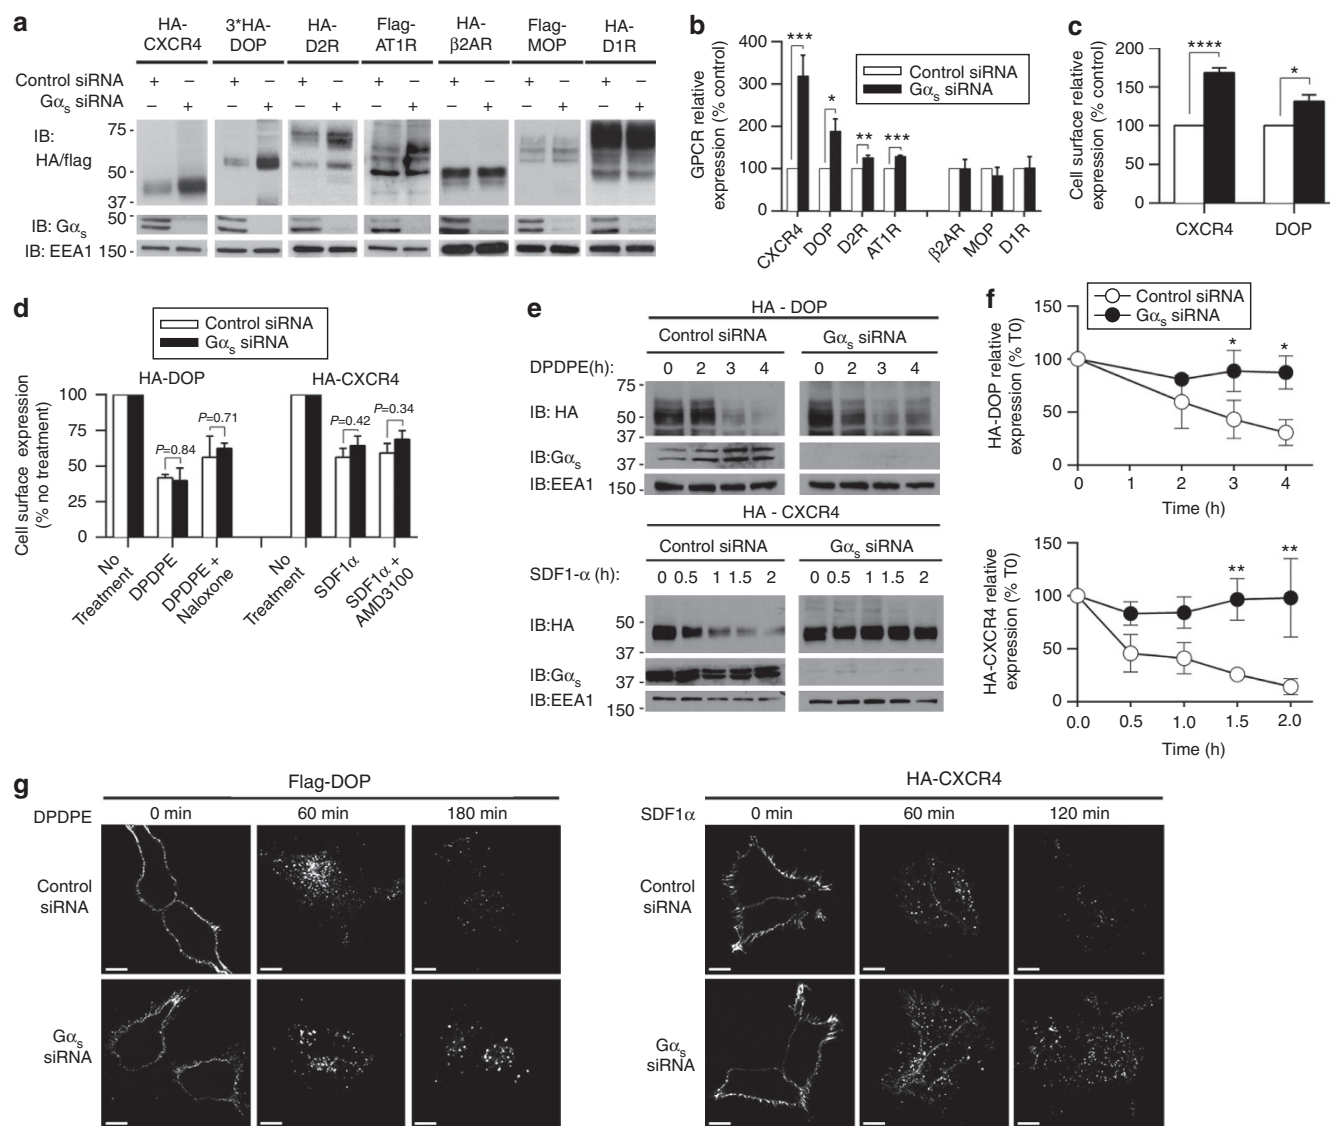 a
HA-
CXCR4
3*HA-
DOP
HA-
D2R
Flag-
AT1R
HA-
β2AR
Flag-
MOP
HA-
D1R
Control siRNA + – + – + – + – + – + – + –
Gαs siRNA – + – + – + – + – + – + – +
IB:
HA/flag
75
50
37
IB: Gαs
50
37
IB: EEA1 150
b
GPCR relative
expression (% control)
400
300
200
100
0
Control siRNA
Gαs siRNA
***
*
**
***
CXCR4
DOP
D2R
AT1R
β2AR
MOP
D1R
c
Cell surface relative
expression (% control)
200
150
100
50
0
****
*
CXCR4 DOP
d
Control siRNA
Gαs siRNA
HA-DOP
HA-CXCR4
Cell surface expression
(% no treatment)
100
75
50
25
0
P=0.84
P=0.71
P=0.42
P=0.34
No
Treatment
DPDPE
DPDPE +
Naloxone
No
Treatment
SDF1α
SDF1α +
AMD3100
e
HA - DOP
Control siRNA Gαs siRNA
DPDPE(h): 0 2 3 4 0 2 3 4
75
IB: HA 50
37
IB:Gαs 37
IB:EEA1 150
HA - CXCR4
Control siRNA Gαs siRNA
SDF1-α (h): 0 0.5 1 1.5 2 0 0.5 1 1.5 2
50
IB:HA
37
IB:Gαs 37
IB:EEA1
150
f
Control siRNA
Gαs siRNA
HA-DOP relative
expression (% T0)
150
100
50
0
* *
0 1 2 3 4
Time (h)
HA-CXCR4 relative
expression (% T0)
150
100
50
0
** **
0.0 0.5 1.0 1.5 2.0
Time (h)
g
Flag-DOP
DPDPE 0 min 60 min 180 min
Control
siRNA
Gαs
siRNA
HA-CXCR4
SDF1α 0 min 60 min 120 min
Control
siRNA
Gαs
siRNA